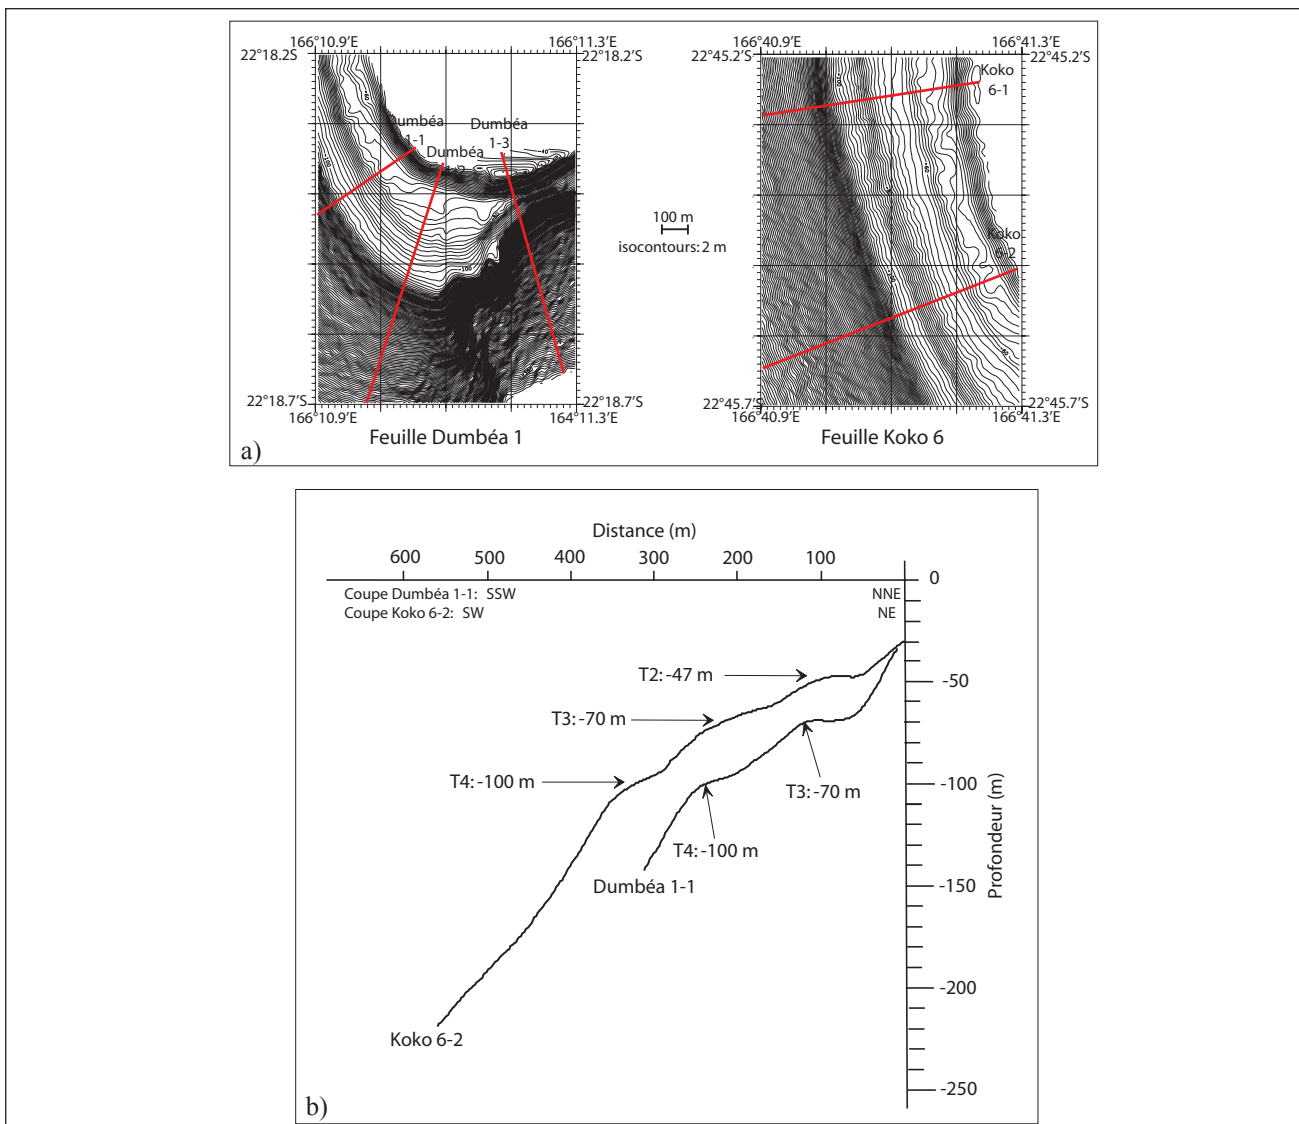 166°10.9'E 166°11.3'E
22°18.2S 22°18.2'S
Dumbéa
1-1
Dumbéa
Dumbéa
1-3
-40
-100
22°18.7'S 22°18.7'S
166°10.9'E 164°11.3'E
Feuille Dumbéa 1
100 m
isocontours: 2 m
166°40.9'E 166°41.3'E
22°45.2'S 22°45.2'S
Koko
6-1
Koko
6-2
22°45.7'S 22°45.7'S
166°40.9'E 166°41.3'E
Feuille Koko 6
a)
Distance (m)
600 500 400 300 200 100
0
Coupe Dumbéa 1-1: SSW NNE
Coupe Koko 6-2: SW NE
T2: -47 m
-50
T3: -70 m
T4: -100 m
-100
T3: -70 m
T4: -100 m
Dumbéa 1-1
-150
Profondeur (m)
-200
Koko 6-2
-250
b)